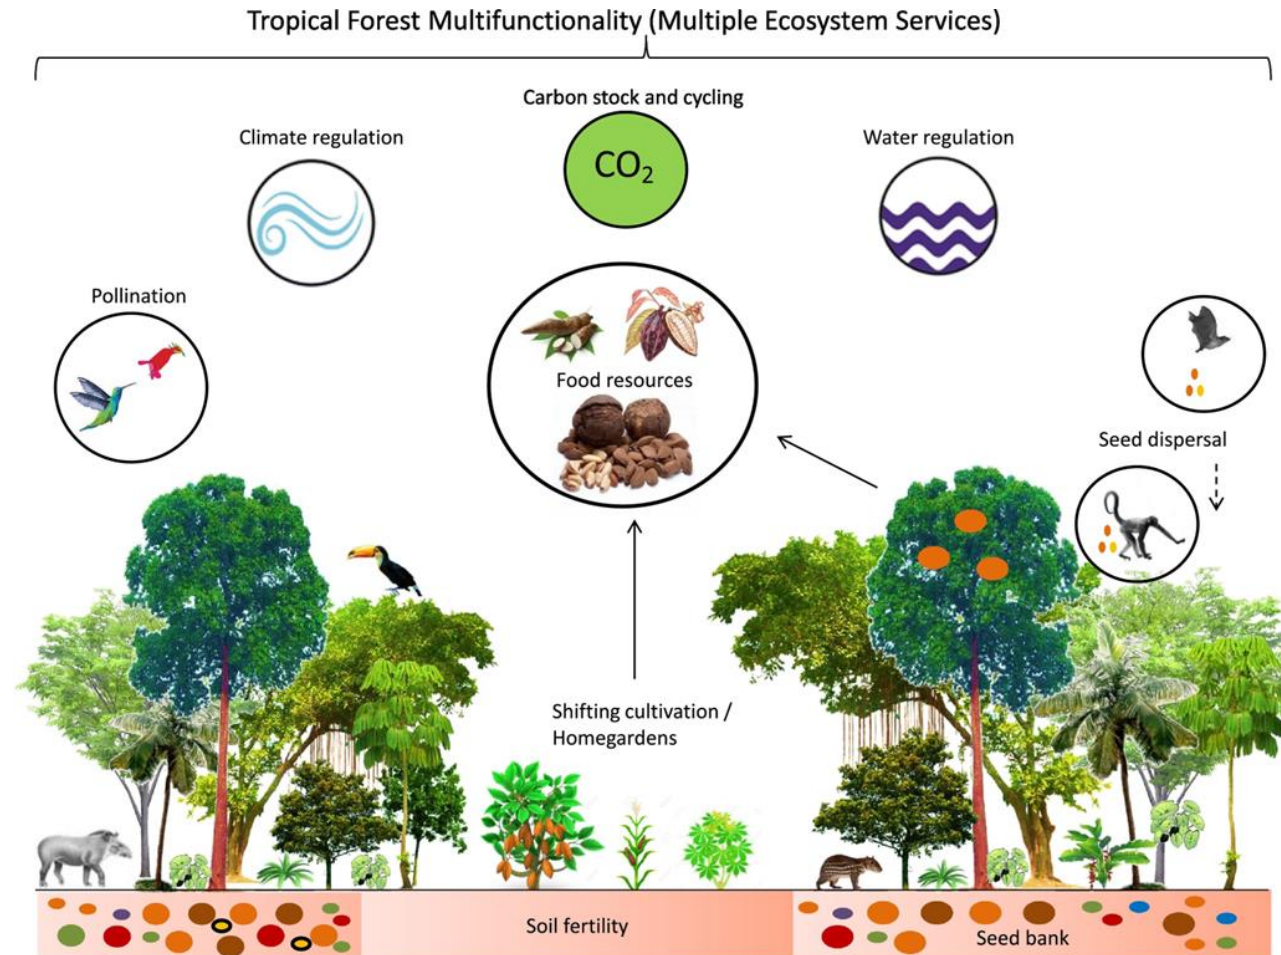 Tropical Forest Multifunctionality (Multiple Ecosystem Services)
Carbon stock and cycling
Climate regulation
Water regulation
CO₂
Pollination
Food resources
Seed dispersal
Shifting cultivation /
Homegardens
Soil fertility
Seed bank